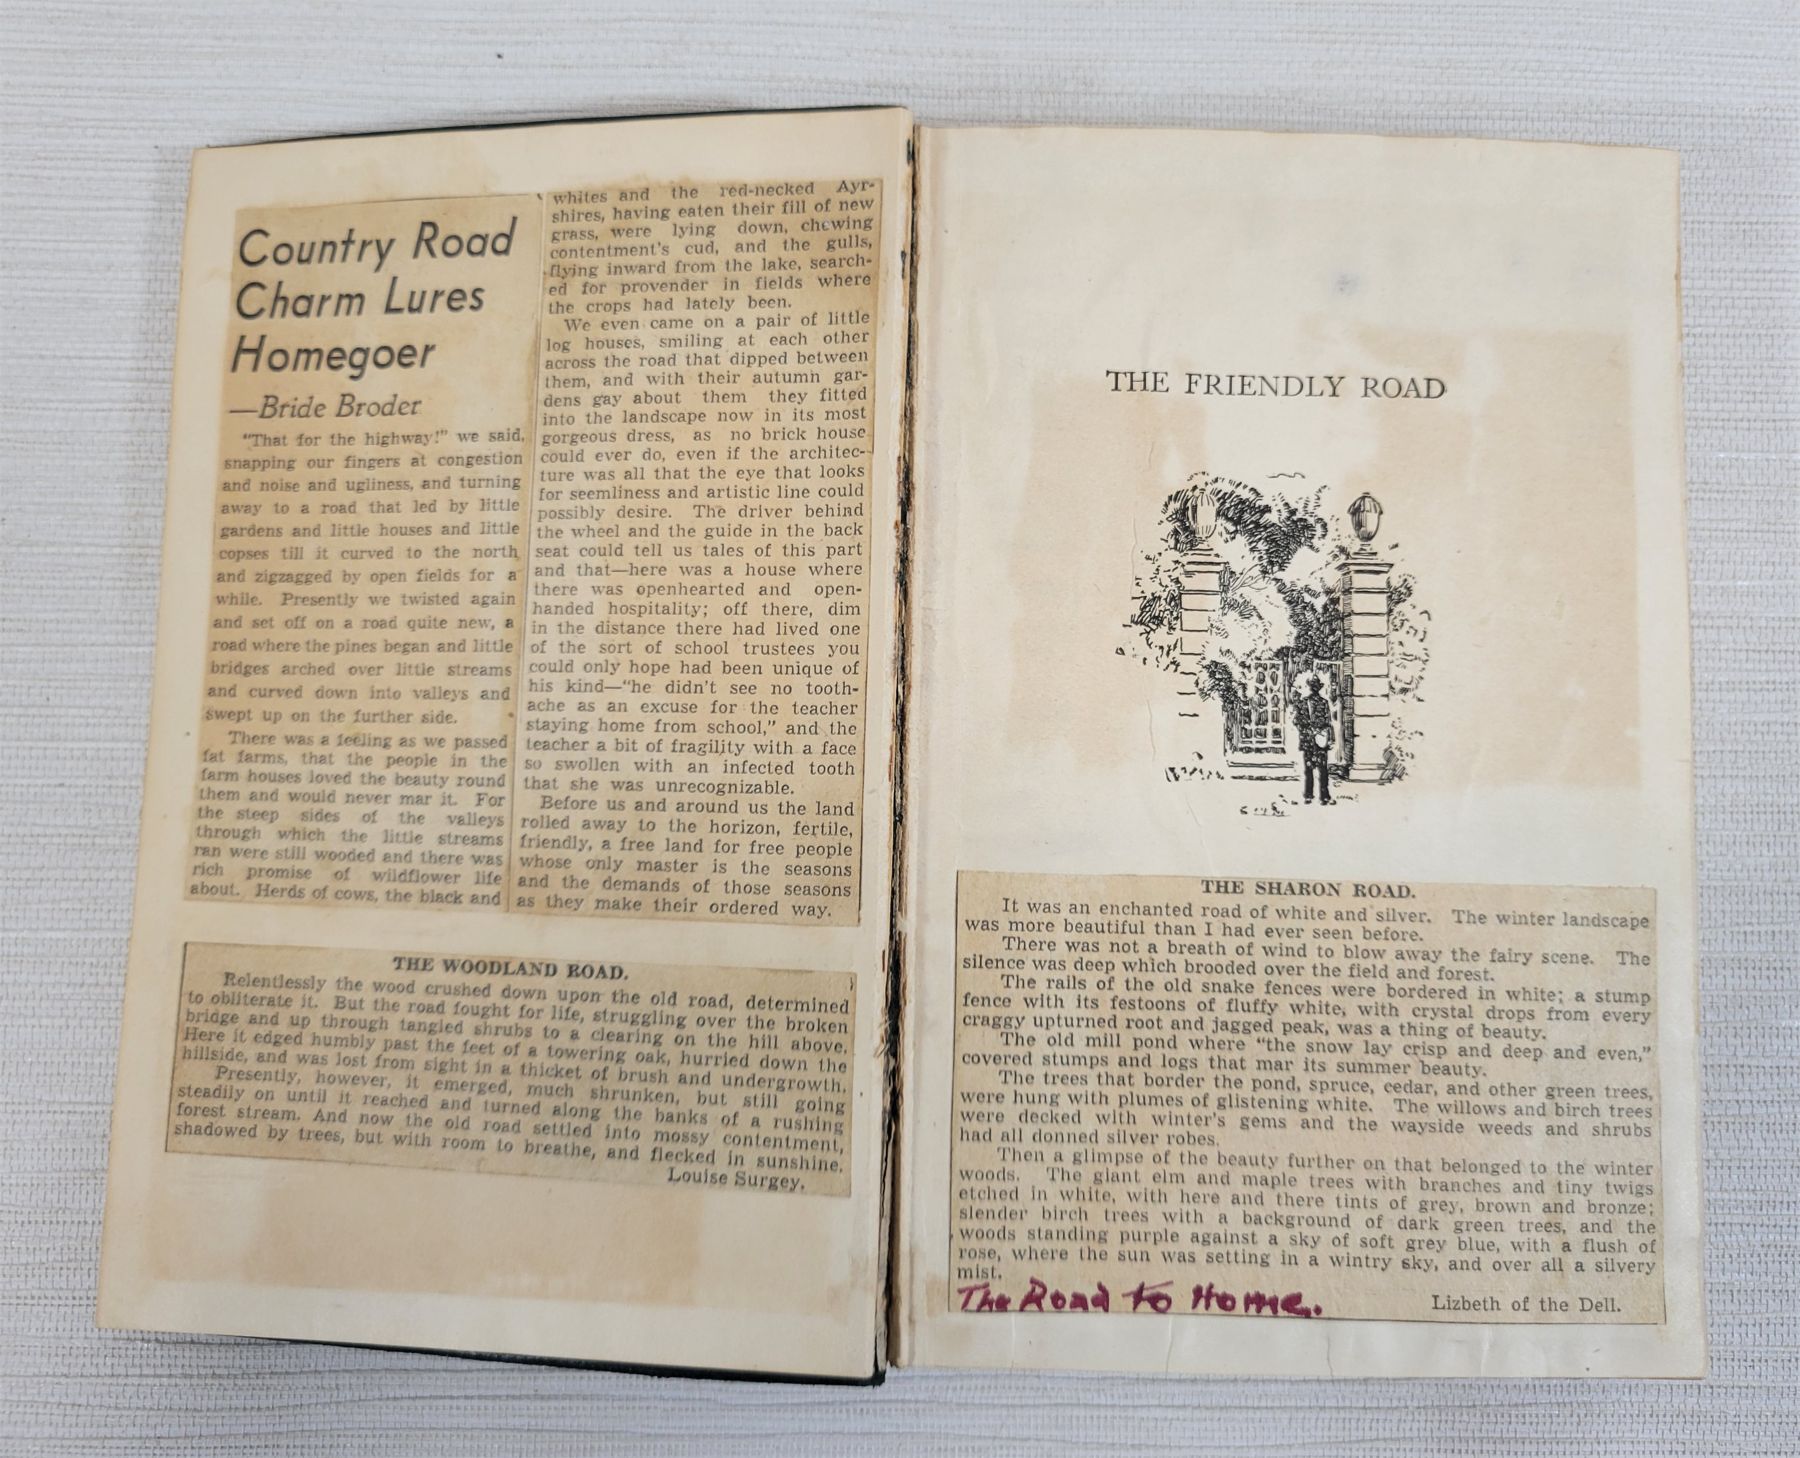 Country Road
Charm Lures
Homegoer
—Bride Broder
"That for the highway!" we said,
snapping our fingers at congestion
and noise and ugliness, and turning
away to a road that led by little
gardens and little houses and little
copses till it curved to the north
and zigzagged by open fields for a
while. Presently we twisted again
and set off on a road quite new, a
road where the pines began and little
bridges arched over little streams
and curved down into valleys and
swept up on the further side.
There was a feeling as we passed
fat farms, that the people in the
farm houses loved the beauty round
them and would never mar it. For
the steep sides of the valleys
through which the little streams
ran were still wooded and there was
rich promise of wildflower life
about. Herds of cows, the black and
whites and the red-necked Ayr-
shires, having eaten their fill of new
grass, were lying down, chewing
contentment's cud, and the gulls,
flying inward from the lake, search-
ed for provender in fields where
the crops had lately been.
We even came on a pair of little
log houses, smiling at each other
across the road that dipped between
them, and with their autumn gar-
dens gay about them they fitted
into the landscape now in its most
gorgeous dress, as no brick house
could ever do, even if the architec-
ture was all that the eye that looks
for seemliness and artistic line could
possibly desire. The driver behind
the wheel and the guide in the back
seat could tell us tales of this part
and that—here was a house where
there was openhearted and open-
handed hospitality; off there, dim
in the distance there had lived one
of the sort of school trustees you
could only hope had been unique of
his kind—"he didn't see no tooth-
ache as an excuse for the teacher
staying home from school," and the
teacher a bit of fragility with a face
so swollen with an infected tooth
that she was unrecognizable.
Before us and around us the land
rolled away to the horizon, fertile,
friendly, a free land for free people
whose only master is the seasons
and the demands of those seasons
as they make their ordered way.
THE WOODLAND ROAD.
Relentlessly the wood crushed down upon the old road, determined
to obliterate it. But the road fought for life, struggling over the broken
bridge and up through tangled shrubs to a clearing on the hill above.
Here it edged humbly past the feet of a towering oak, hurried down the
hillside, and was lost from sight in a thicket of brush and undergrowth.
Presently, however, it emerged, much shrunken, but still going
steadily on until it reached and turned along the banks of a rushing
forest stream. And now the old road settled into mossy contentment,
shadowed by trees, but with room to breathe, and flecked in sunshine.
Louise Surgey.
THE FRIENDLY ROAD
THE SHARON ROAD.
It was an enchanted road of white and silver. The winter landscape
was more beautiful than I had ever seen before.
There was not a breath of wind to blow away the fairy scene. The
silence was deep which brooded over the field and forest.
The rails of the old snake fences were bordered in white; a stump
fence with its festoons of fluffy white, with crystal drops from every
craggy upturned root and jagged peak, was a thing of beauty.
The old mill pond where "the snow lay crisp and deep and even,"
covered stumps and logs that mar its summer beauty.
The trees that border the pond, spruce, cedar, and other green trees,
were hung with plumes of glistening white. The willows and birch trees
were decked with winter's gems and the wayside weeds and shrubs
had all donned silver robes.
Then a glimpse of the beauty further on that belonged to the winter
woods. The giant elm and maple trees with branches and tiny twigs
etched in white, with here and there tints of grey, brown and bronze;
slender birch trees with a background of dark green trees, and the
woods standing purple against a sky of soft grey blue, with a flush of
rose, where the sun was setting in a wintry sky, and over all a silvery
mist.
Lizbeth of the Dell.
The Road to Home.